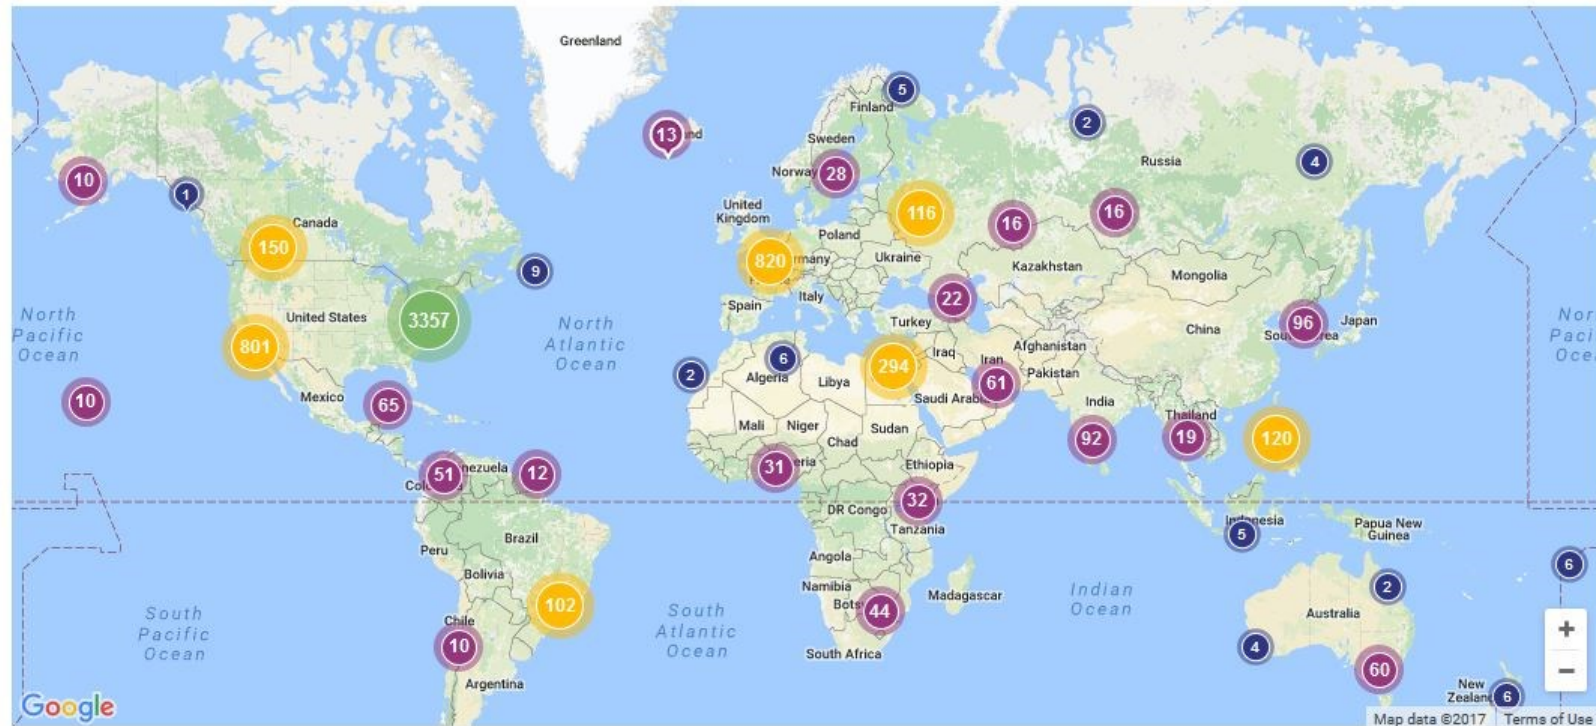 Greenland
5
Finland
2
13
nd
Sweden
4
Russia
10
1
Norway
28
United
Kingdom
116
16
16
Canada
150
Poland
820
many
Ukraine
9
Kazakhstan
Mongolia
22
Spain
Italy
North
Pacific
Ocean
United States
3357
North
Atlantic
Ocean
Turkey
China
96
Japan
Nor
Paci
Oce
801
Iraq
Iran
Afghanistan
Pakistan
2
6
Algeria
Libya
294
61
Saudi Arab
India
10
Mexico
65
Mali
Niger
Chad
Sudan
Thailand
92
19
120
51
nezuela
12
31
eria
Ethiopia
32
DR Congo
Tanzania
Indonesia
5
Papua New
Guinea
Peru
Brazil
Angola
6
Bolivia
Namibia
Bots
44
Madagascar
Indian
Ocean
2
South
Pacific
Ocean
Chile
102
10
South
Atlantic
Ocean
South Africa
Australia
4
60
+
−
Argentina
New
Zealand
6
Google
Map data ©2017
Terms of Use